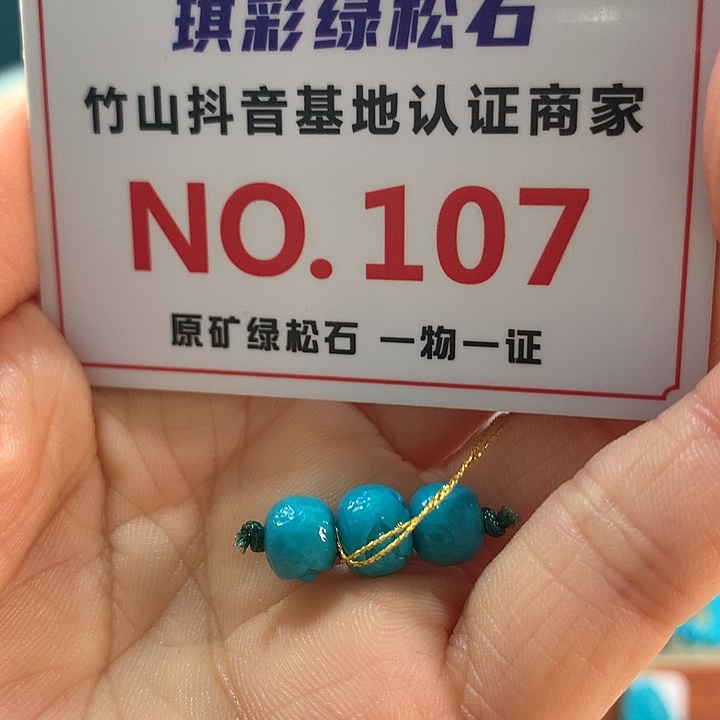 琪彩绿松石
竹山抖音基地认证商家
NO.107
原矿绿松石 一物一证